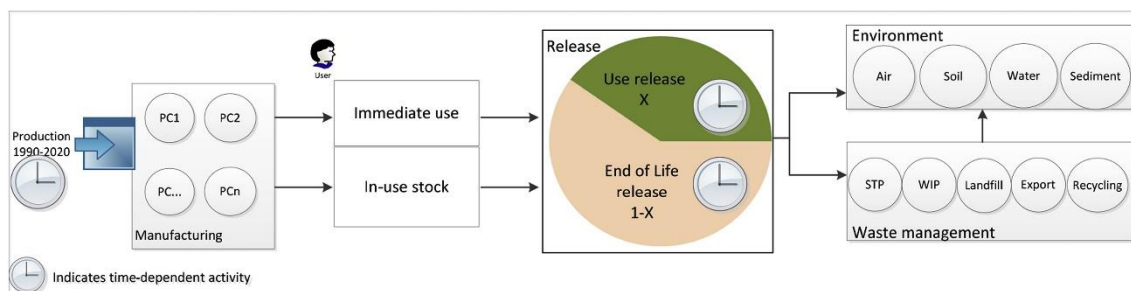 Production
1990-2020
PC1
PC2
PC...
PCn
Manufacturing
User
Immediate use
In-use stock
Release
Use release
X
End of Life
release
1-X
Environment
Air
Soil
Water
Sediment
STP
WIP
Landfill
Export
Recycling
Waste management
Indicates time-dependent activity